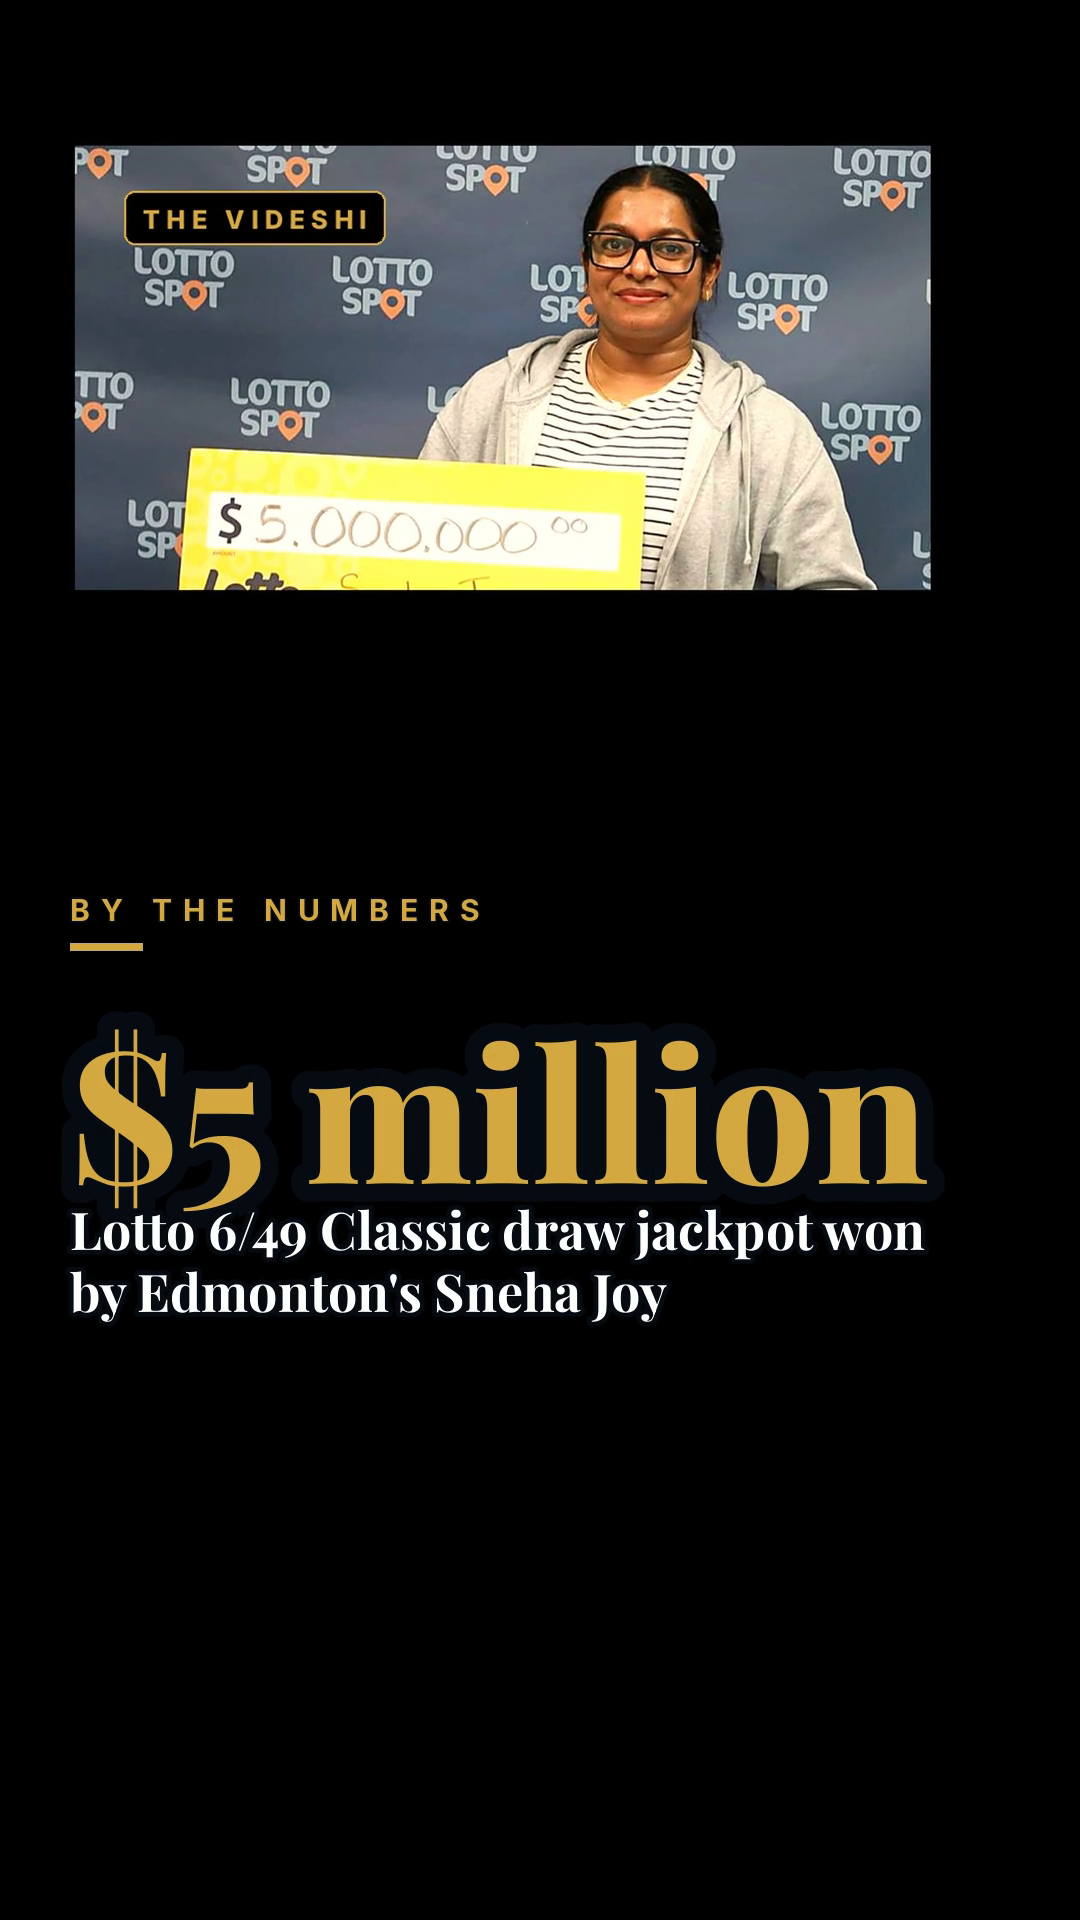 THE VIDESHI
LOTTO SPOT
$ 5.000.000 00
Lotto
BY THE NUMBERS
$5 million
Lotto 6/49 Classic draw jackpot won
by Edmonton's Sneha Joy